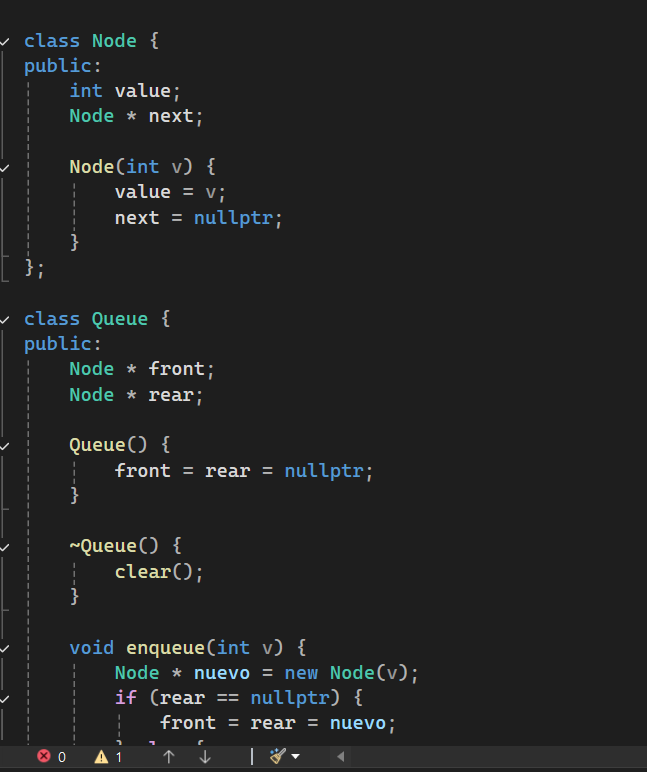 class Node {
public:
    int value;
    Node * next;

    Node(int v) {
        value = v;
        next = nullptr;
    }
};

class Queue {
public:
    Node * front;
    Node * rear;

    Queue() {
        front = rear = nullptr;
    }

    ~Queue() {
        clear();
    }

    void enqueue(int v) {
        Node * nuevo = new Node(v);
        if (rear == nullptr) {
            front = rear = nuevo;
0 1